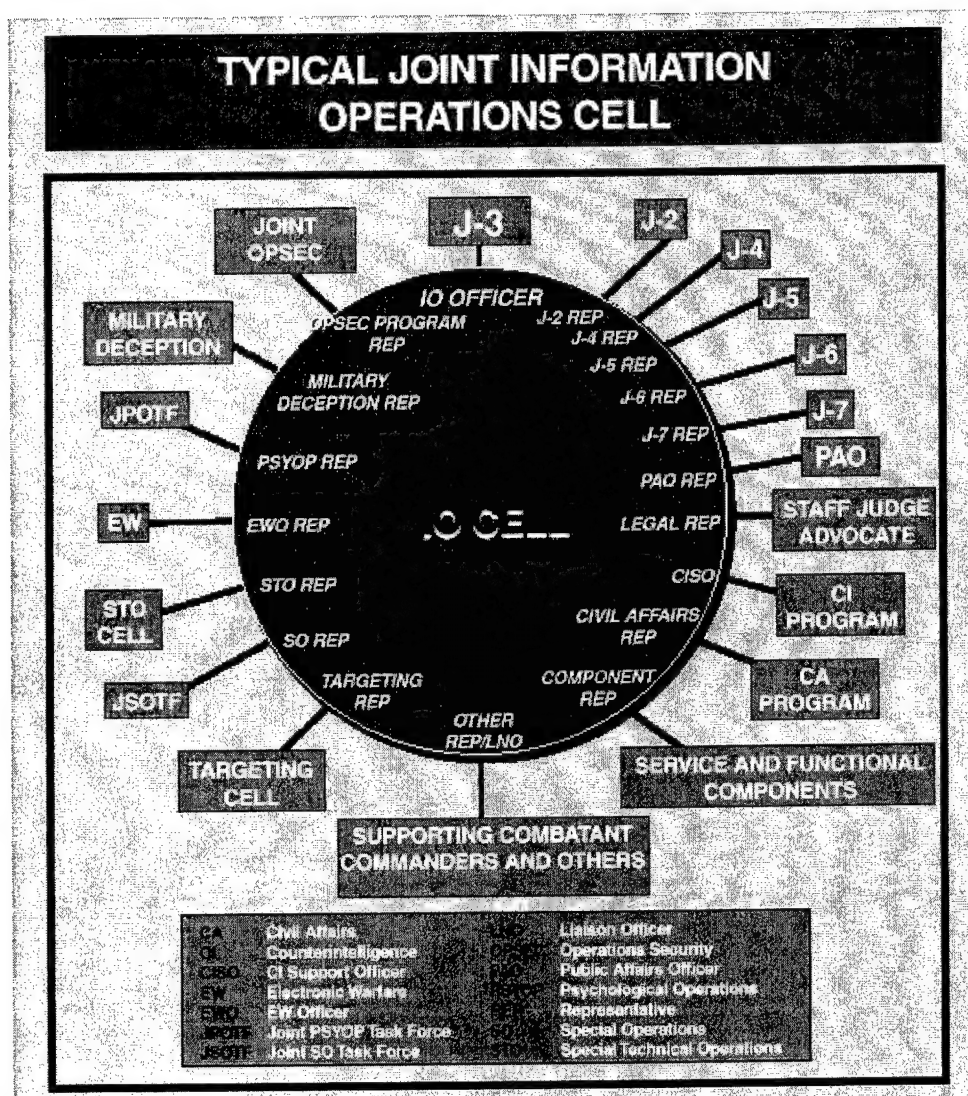 TYPICAL JOINT INFORMATION
OPERATIONS CELL
JOINT
OPSEC
J-3
J-2
J-4
J-5
J-6
J-7
PAO
STAFF JUDGE
ADVOCATE
CI
PROGRAM
CA
PROGRAM
SERVICE AND FUNCTIONAL
COMPONENTS
SUPPORTING COMBATANT
COMMANDERS AND OTHERS
TARGETING
CELL
JSOTF
STO
CELL
EW
JPOTF
MILITARY
DECEPTION
IO OFFICER
OPSEC PROGRAM
REP
MILITARY
DECEPTION REP
PSYOP REP
EWO REP
STO REP
SO REP
TARGETING
REP
OTHER
REP/LNO
COMPONENT
REP
CIVIL AFFAIRS
REP
CISO
LEGAL REP
PAO REP
J-7 REP
J-6 REP
J-5 REP
J-4 REP
J-2 REP
IO CELL
CA Civil Affairs
CI Counterintelligence
CISO CI Support Officer
EW Electronic Warfare
EWO EW Officer
JPOTF Joint PSYOP Task Force
JSOTF Joint SO Task Force
Liaison Officer
Operations Security
Public Affairs Officer
Psychological Operations
Representative
Special Operations
Special Technical Operations